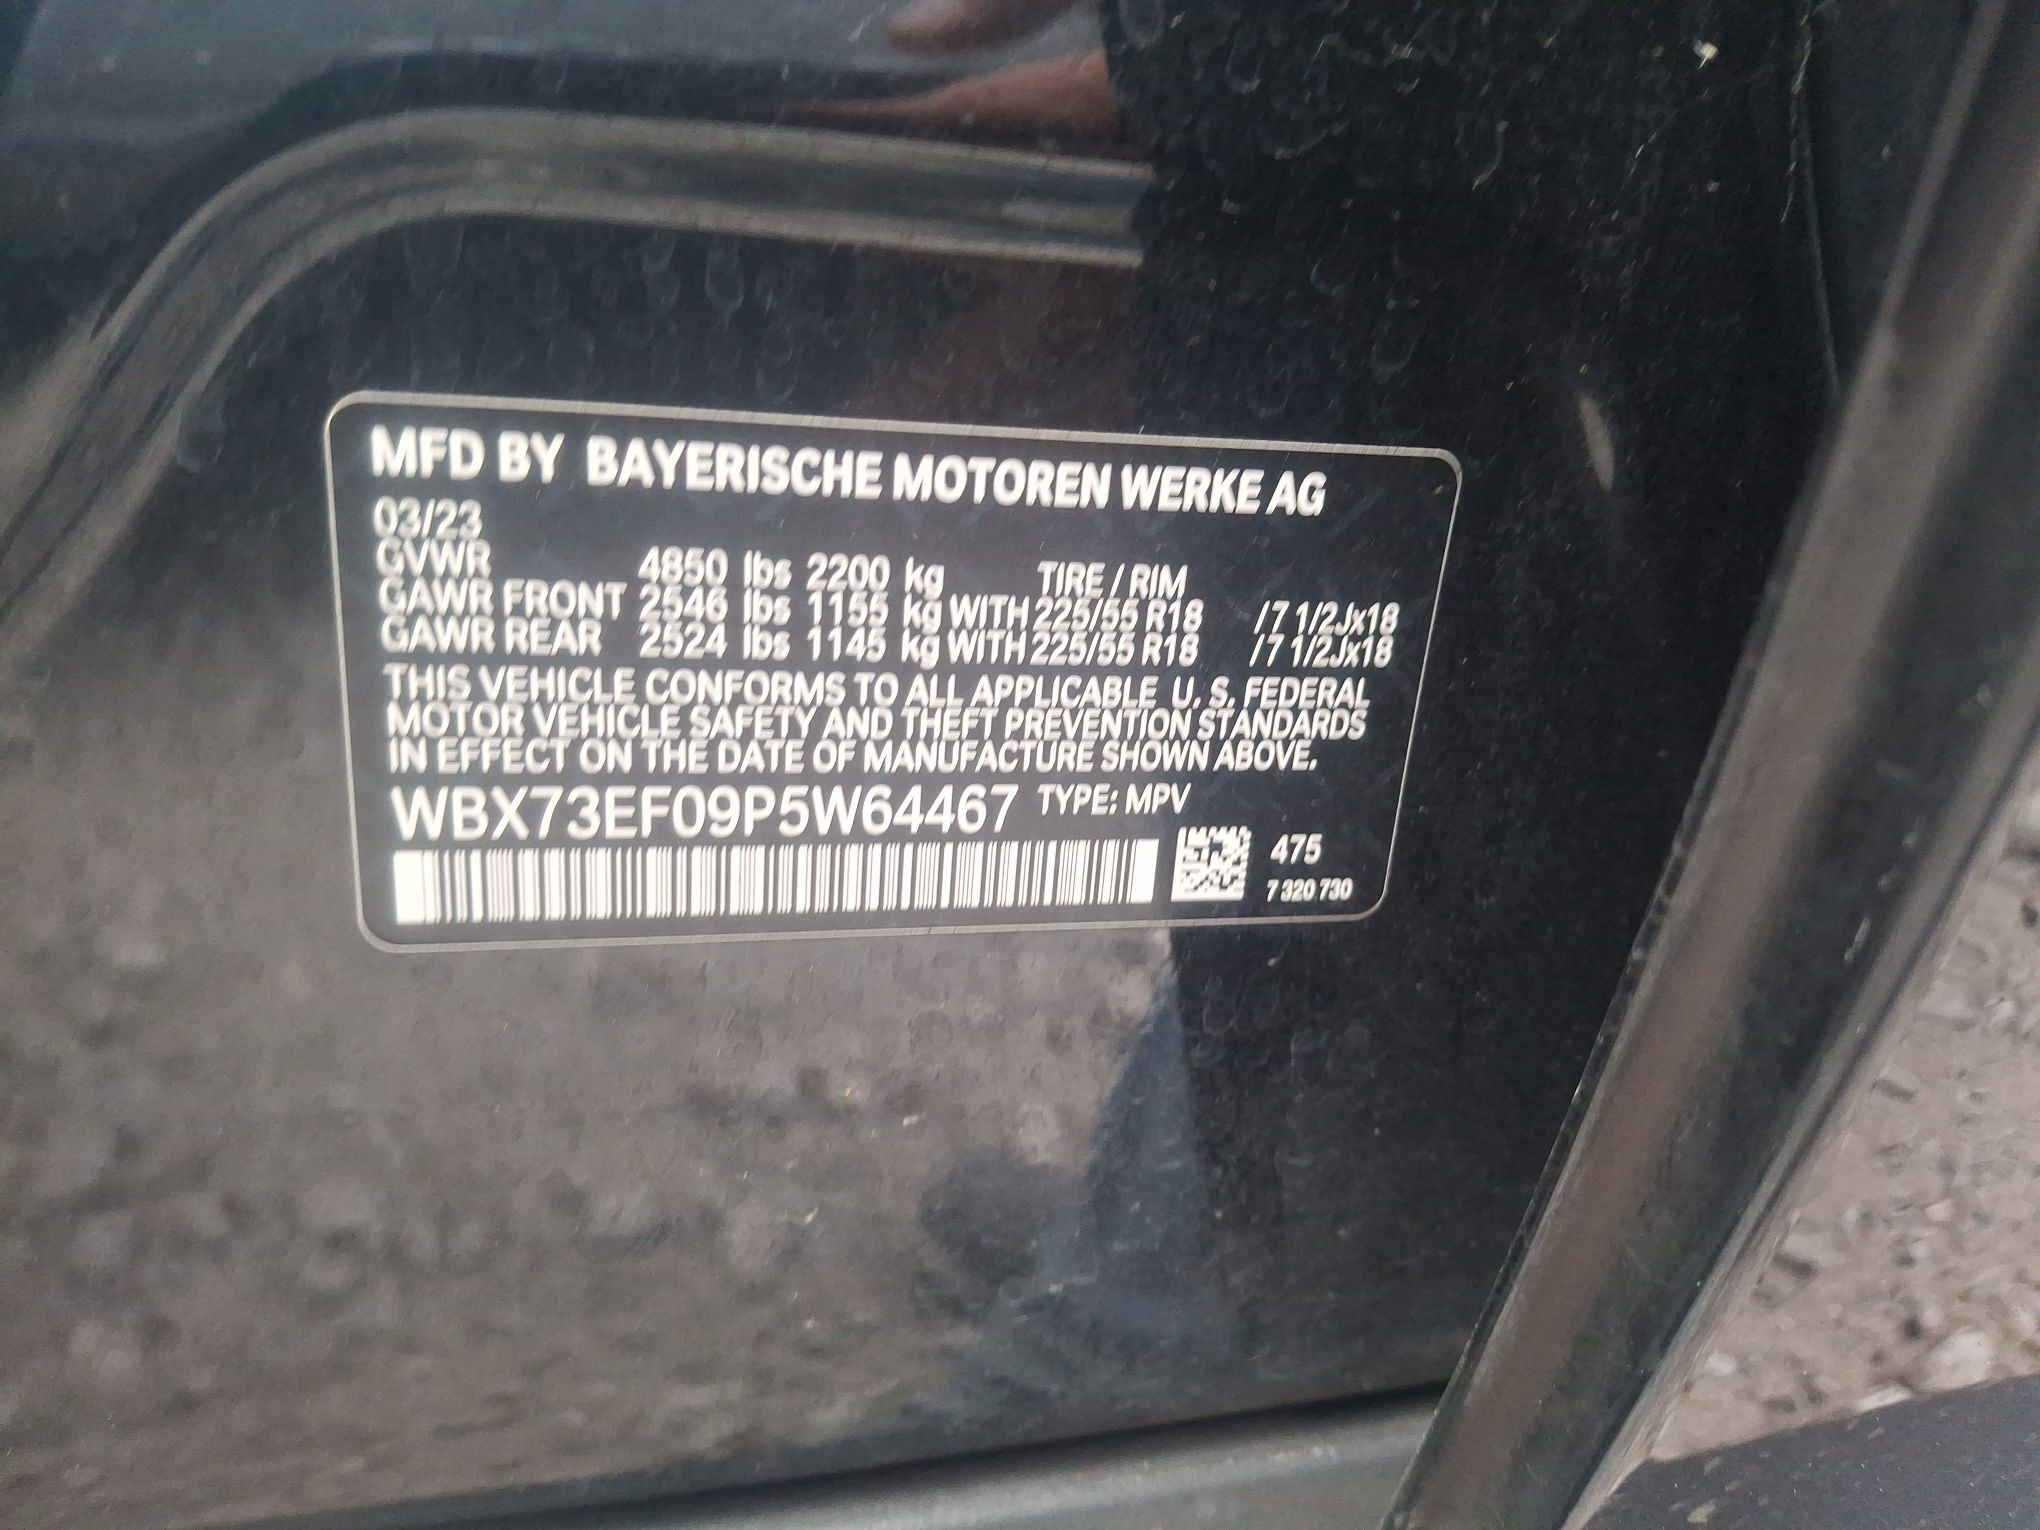 MFD BY BAYERISCHE MOTOREN WERKE AG
03/23
GVWR 4850 lbs 2200 kg TIRE / RIM
GAWR FRONT 2546 lbs 1155 kg WITH 225/55 R18 /7 1/2Jx18
GAWR REAR 2524 lbs 1145 kg WITH 225/55 R18 /7 1/2Jx18
THIS VEHICLE CONFORMS TO ALL APPLICABLE U. S. FEDERAL
MOTOR VEHICLE SAFETY AND THEFT PREVENTION STANDARDS
IN EFFECT ON THE DATE OF MANUFACTURE SHOWN ABOVE.
WBX73EF09P5W64467 TYPE: MPV
475
7 320 730